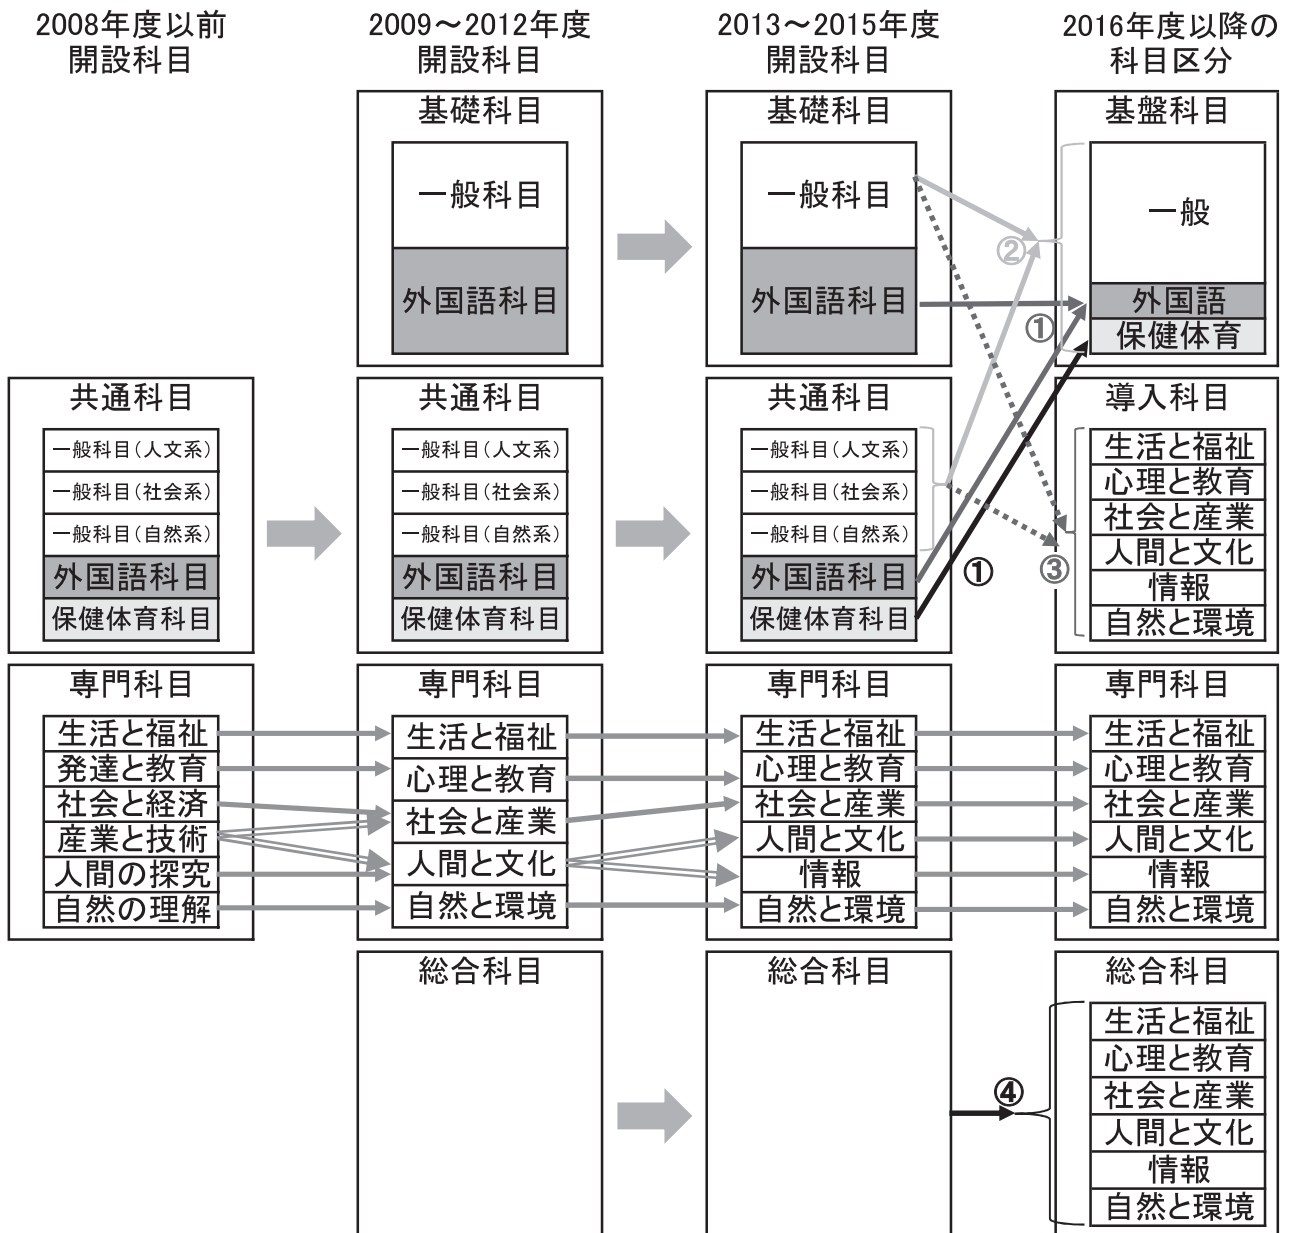 2008年度以前
開設科目
共通科目
一般科目(人文系)
一般科目(社会系)
一般科目(自然系)
外国語科目
保健体育科目
専門科目
生活と福祉
発達と教育
社会と経済
産業と技術
人間の探究
自然の理解
2009～2012年度
開設科目
基礎科目
一般科目
外国語科目
共通科目
一般科目(人文系)
一般科目(社会系)
一般科目(自然系)
外国語科目
保健体育科目
専門科目
生活と福祉
心理と教育
社会と産業
人間と文化
自然と環境
総合科目
2013～2015年度
開設科目
基礎科目
一般科目
外国語科目
共通科目
一般科目(人文系)
一般科目(社会系)
一般科目(自然系)
外国語科目
保健体育科目
専門科目
生活と福祉
心理と教育
社会と産業
人間と文化
情報
自然と環境
総合科目
②
①
①
③
④
2016年度以降の
科目区分
基盤科目
一般
外国語
保健体育
導入科目
生活と福祉
心理と教育
社会と産業
人間と文化
情報
自然と環境
専門科目
生活と福祉
心理と教育
社会と産業
人間と文化
情報
自然と環境
総合科目
生活と福祉
心理と教育
社会と産業
人間と文化
情報
自然と環境